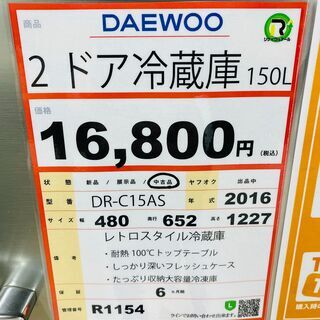 商品
DAEWOO
2ドア冷蔵庫 150L
価格
16,800円 (税込)
状態 新品 / 展示品 / 中古品 ヤフオク 出品中
型番 DR-C15AS 年式 2016
サイズ 幅 480 奥行 652 高さ 1227
備考
レトロスタイル冷蔵庫
・耐熱100℃トップテーブル
・しっかり深いフレッシュケース
・たっぷり収納大容量冷凍庫
保証 6ヵ月間
管理番号 R1154